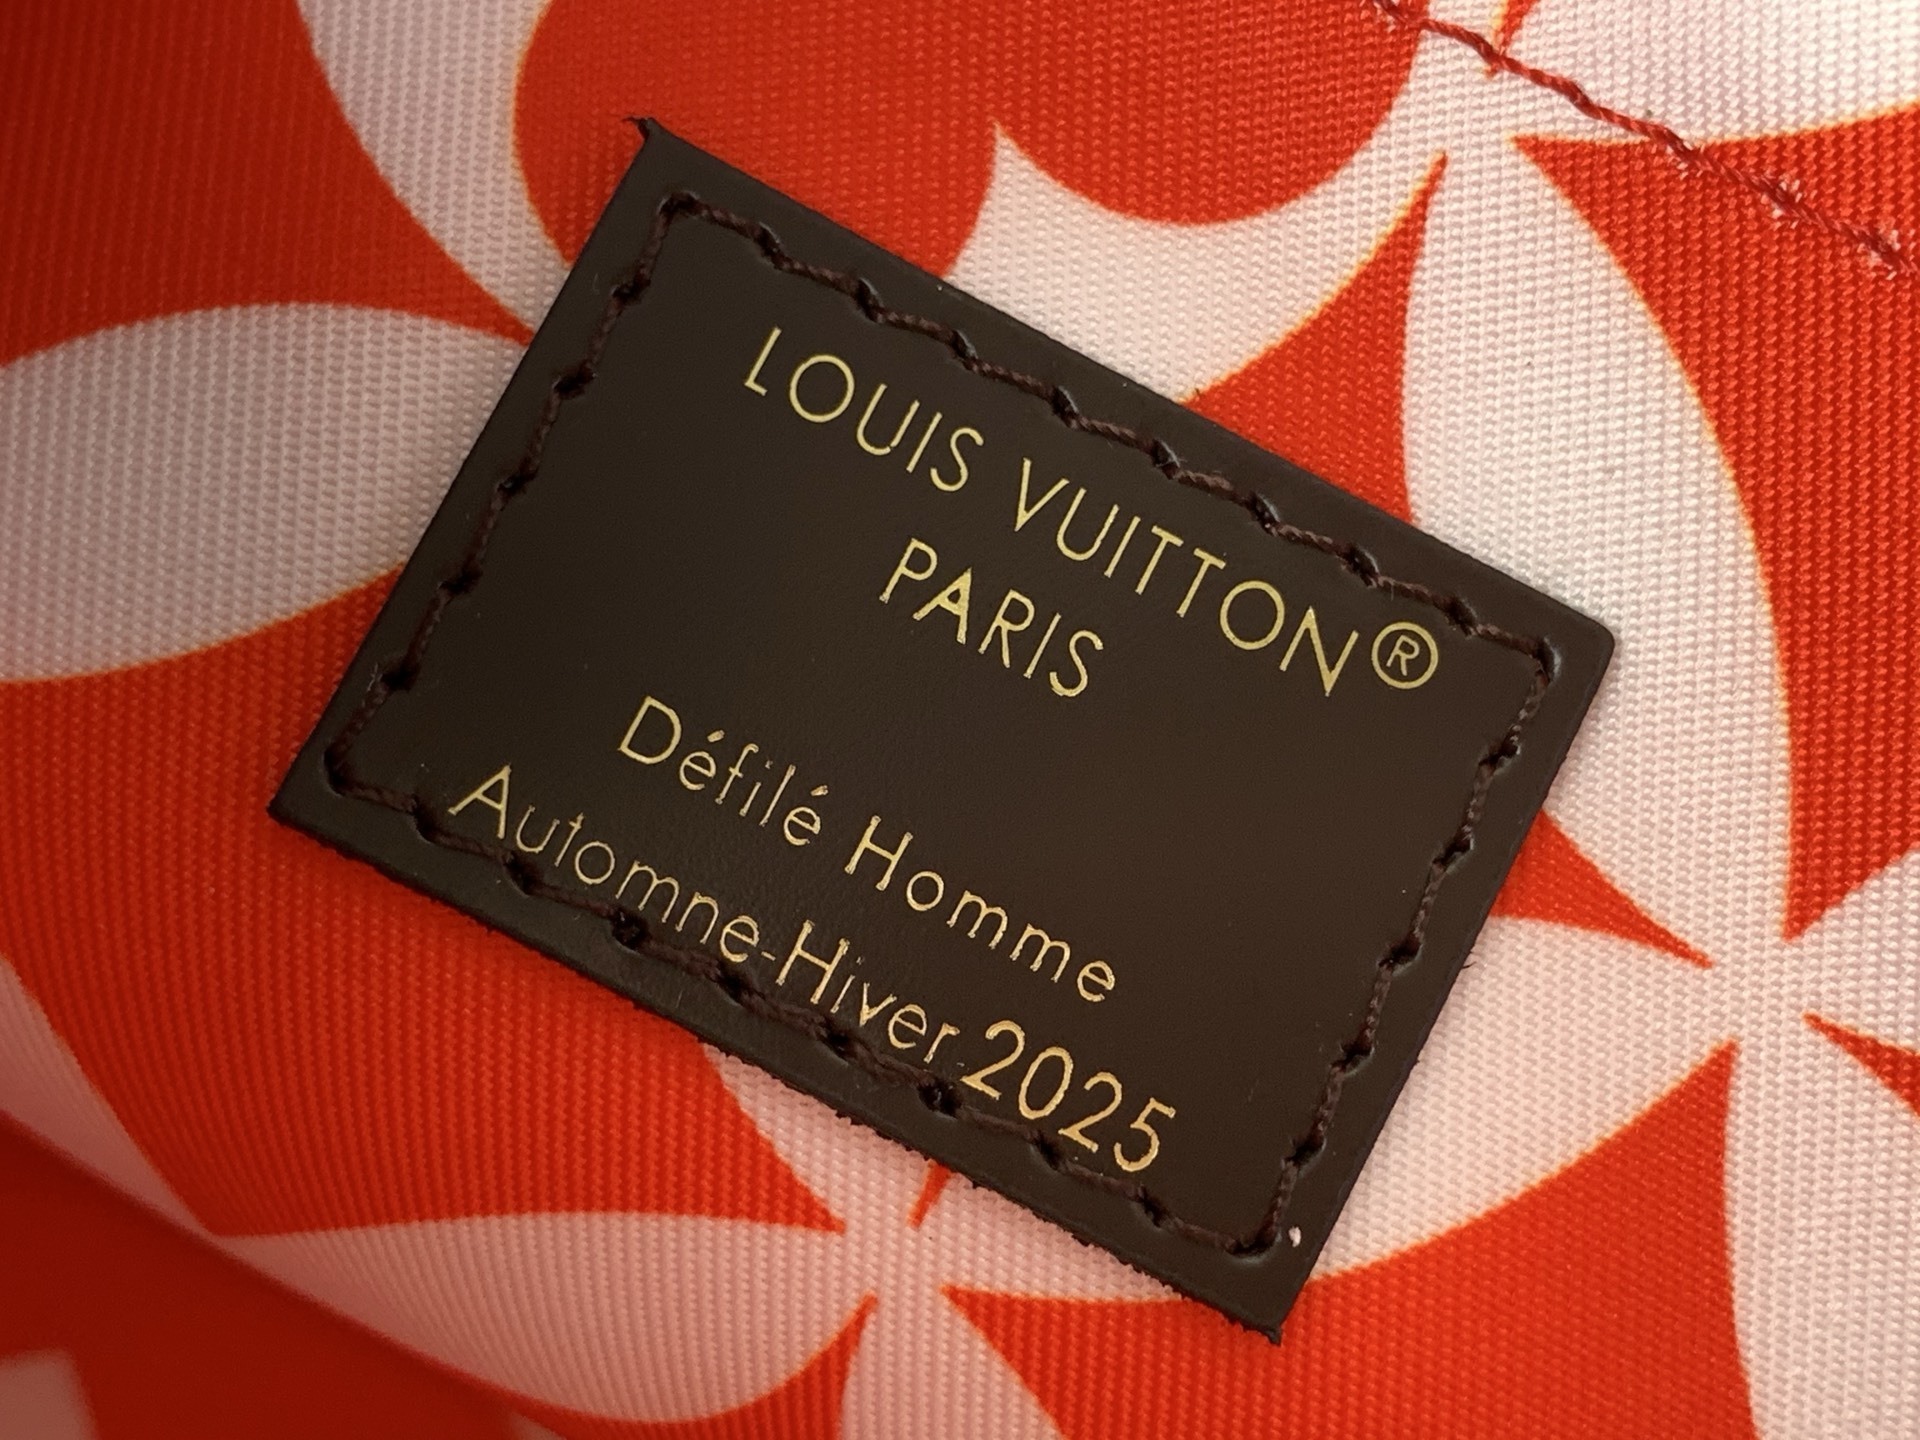 LOUIS VUITTON®
PARIS
Défilé Homme
Automne-Hiver 2025